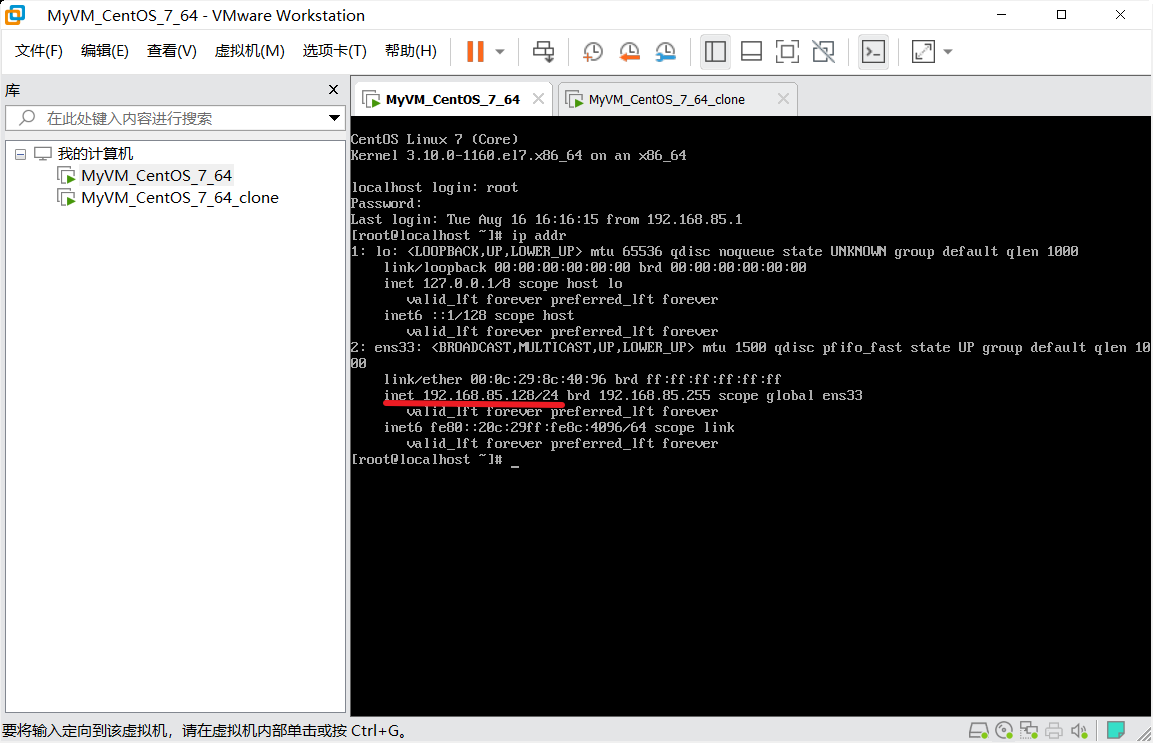 MyVM_CentOS_7_64 - VMware Workstation
文件(F) 编辑(E) 查看(V) 虚拟机(M) 选项卡(T) 帮助(H)
库
在此处键入内容进行搜索
我的计算机
MyVM_CentOS_7_64
MyVM_CentOS_7_64_clone
MyVM_CentOS_7_64 MyVM_CentOS_7_64_clone
CentOS Linux 7 (Core)
Kernel 3.10.0-1160.el7.x86_64 on an x86_64
localhost login: root
Password:
Last login: Tue Aug 16 16:16:15 from 192.168.85.1
[root@localhost ~]# ip addr
1: lo: <LOOPBACK,UP,LOWER_UP> mtu 65536 qdisc noqueue state UNKNOWN group default qlen 1000
link/loopback 00:00:00:00:00:00 brd 00:00:00:00:00:00
inet 127.0.0.1/8 scope host lo
valid_lft forever preferred_lft forever
inet6 ::1/128 scope host
valid_lft forever preferred_lft forever
2: ens33: <BROADCAST,MULTICAST,UP,LOWER_UP> mtu 1500 qdisc pfifo_fast state UP group default qlen 10
00
link/ether 00:0c:29:8c:40:96 brd ff:ff:ff:ff:ff:ff
inet 192.168.85.128/24 brd 192.168.85.255 scope global ens33
valid_lft forever preferred_lft forever
inet6 fe80::20c:29ff:fe8c:4096/64 scope link
valid_lft forever preferred_lft forever
[root@localhost ~]# _
要将输入定向到该虚拟机，请在虚拟机内部单击或按 Ctrl+G。